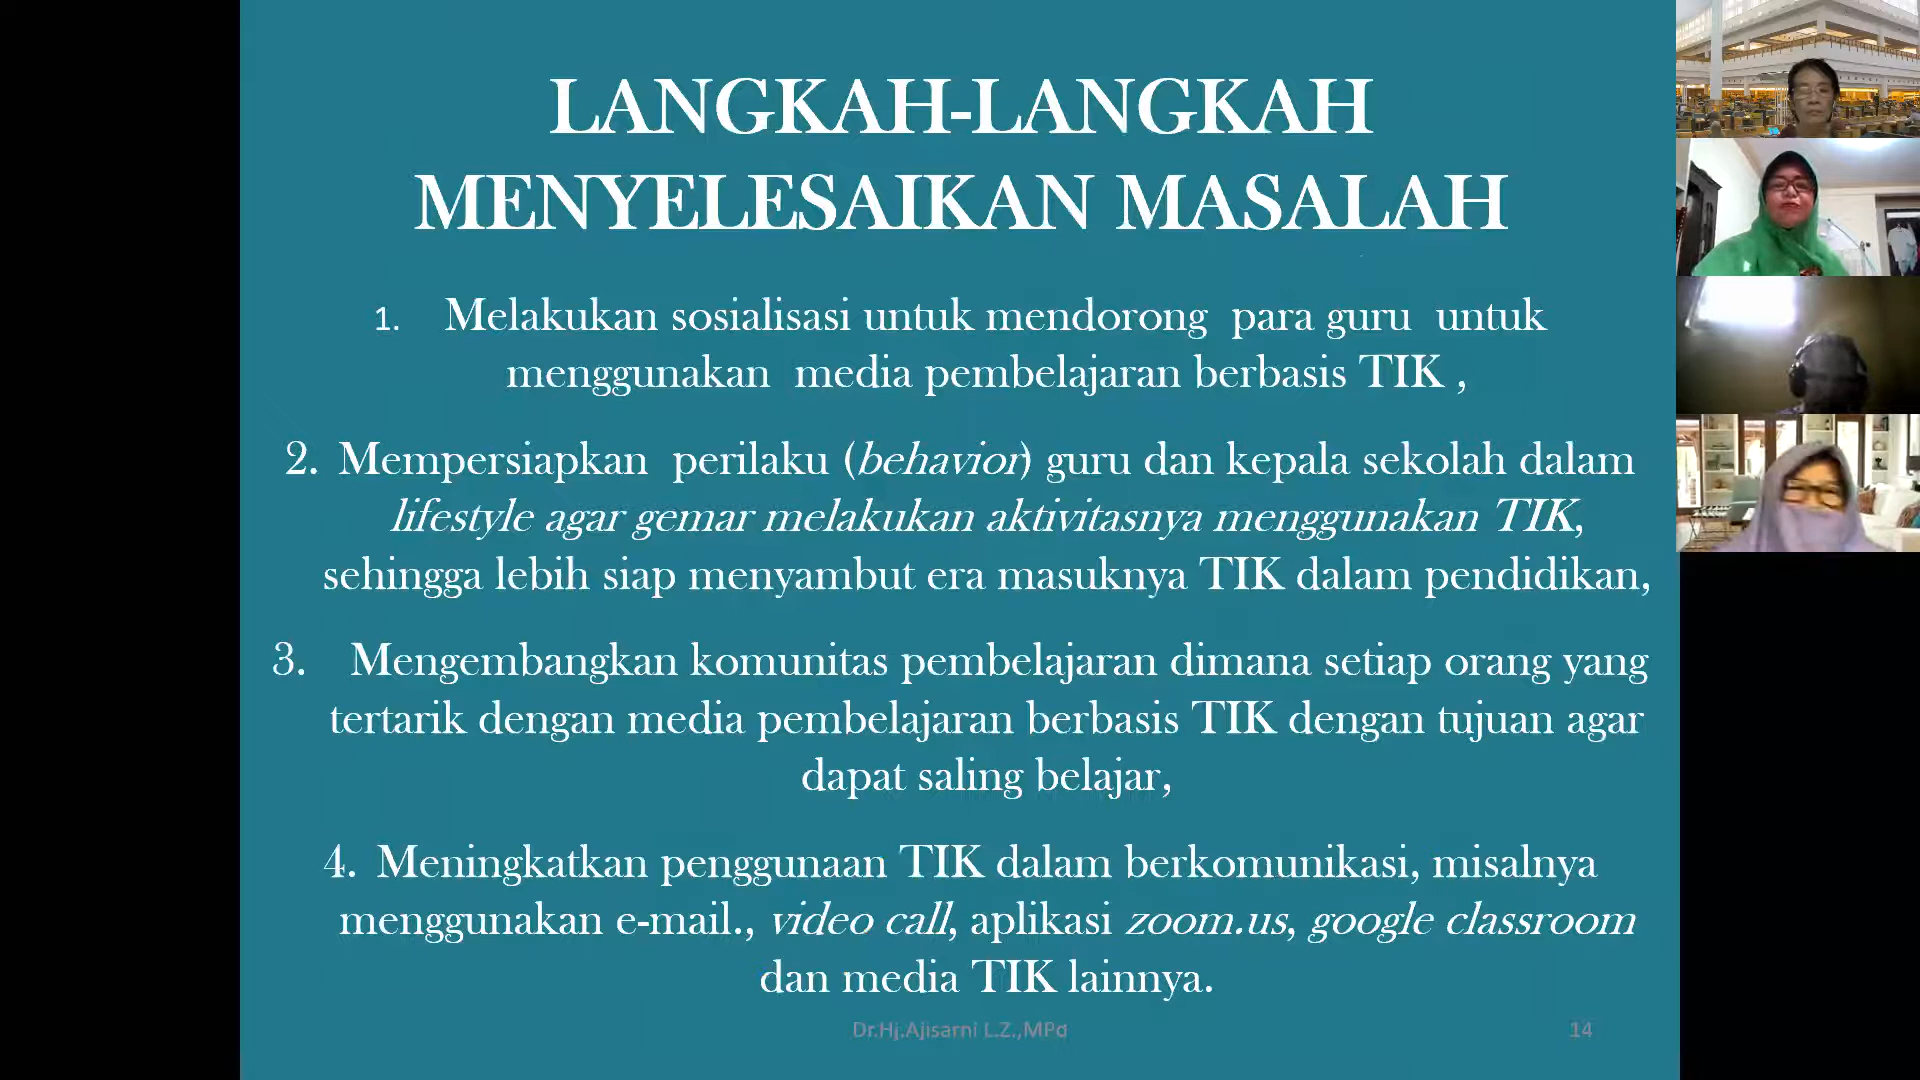 LANGKAH-LANGKAH
MENYELESAIKAN MASALAH
1. Melakukan sosialisasi untuk mendorong para guru untuk
menggunakan media pembelajaran berbasis TIK ,
2. Mempersiapkan perilaku (behavior) guru dan kepala sekolah dalam
lifestyle agar gemar melakukan aktivitasnya menggunakan TIK,
sehingga lebih siap menyambut era masuknya TIK dalam pendidikan,
3. Mengembangkan komunitas pembelajaran dimana setiap orang yang
tertarik dengan media pembelajaran berbasis TIK dengan tujuan agar
dapat saling belajar,
4. Meningkatkan penggunaan TIK dalam berkomunikasi, misalnya
menggunakan e-mail., video call, aplikasi zoom.us, google classroom
dan media TIK lainnya.
Dr.Hj.Ajisarni L.Z.,MPd
14